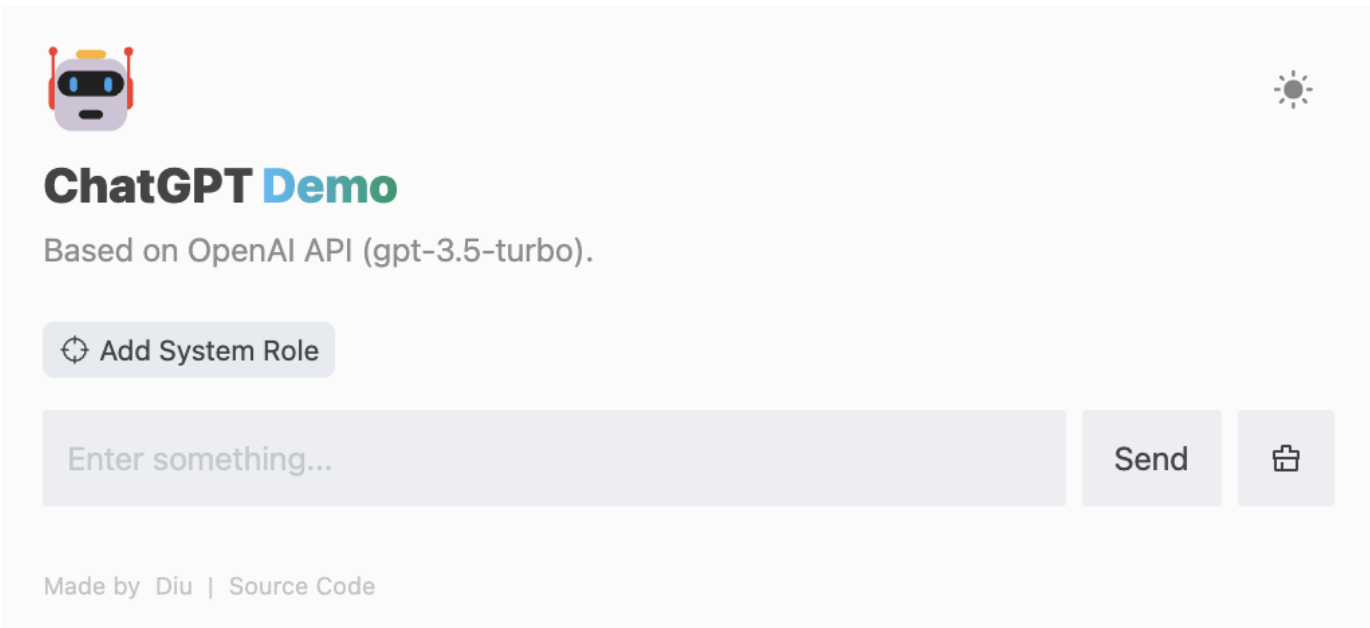 ChatGPT Demo
Based on OpenAI API (gpt-3.5-turbo).
Add System Role
Enter something...
Send
Made by Diu | Source Code